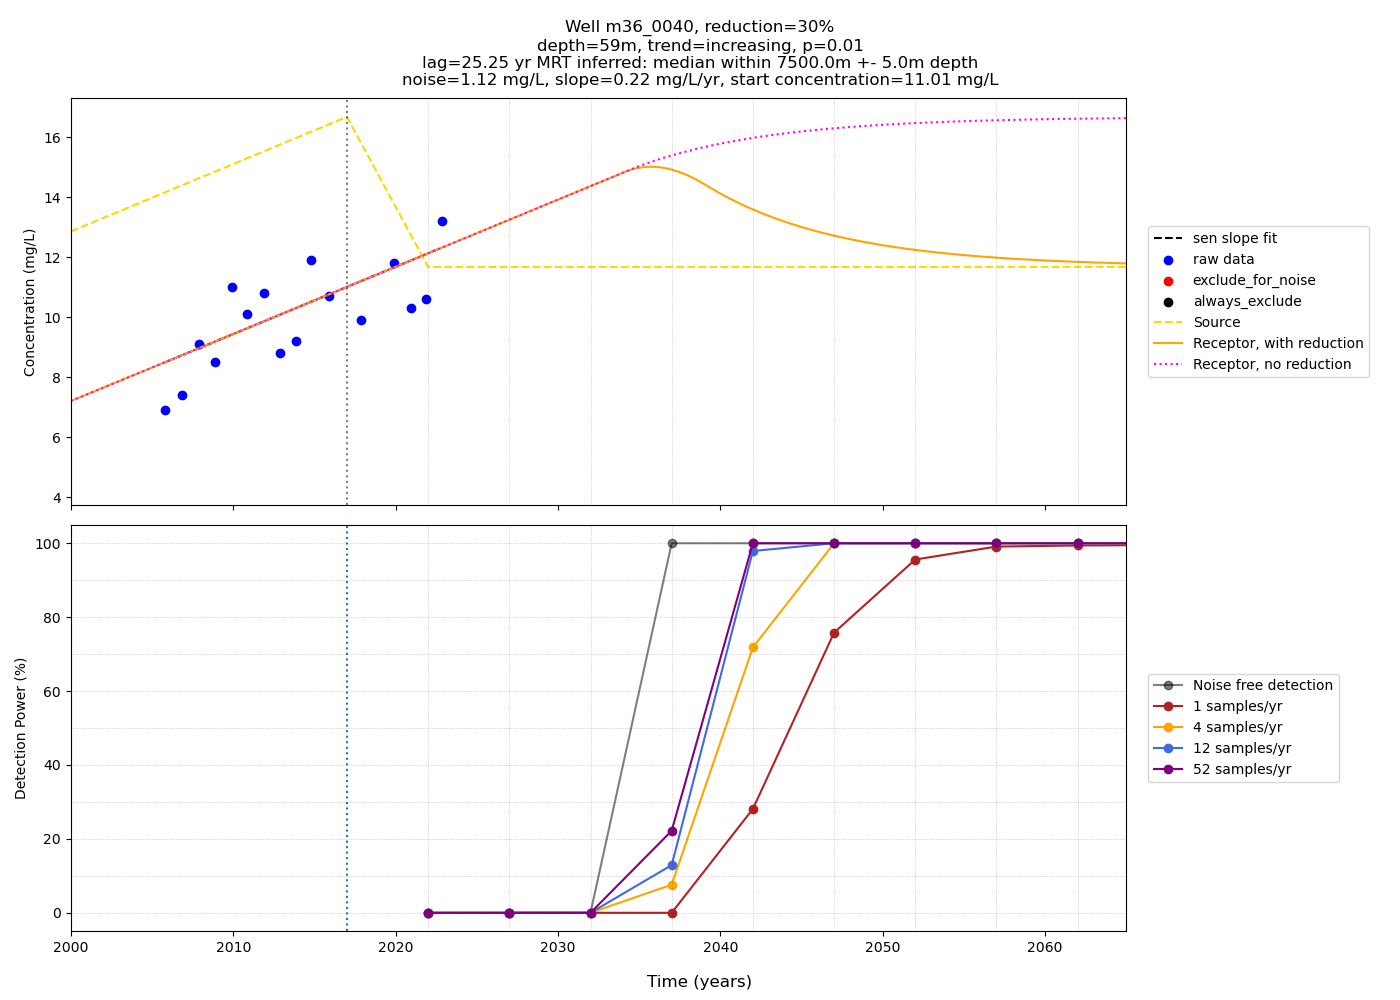 Well m36_0040, reduction=30%
depth=59m, trend=increasing, p=0.01
lag=25.25 yr MRT inferred: median within 7500.0m +- 5.0m depth
noise=1.12 mg/L, slope=0.22 mg/L/yr, start concentration=11.01 mg/L
Concentration (mg/L)
16
14
12
10
8
6
4
sen slope fit
raw data
exclude_for_noise
always_exclude
Source
Receptor, with reduction
Receptor, no reduction
Detection Power (%)
100
80
60
40
20
0
Noise free detection
1 samples/yr
4 samples/yr
12 samples/yr
52 samples/yr
2000 2010 2020 2030 2040 2050 2060
Time (years)